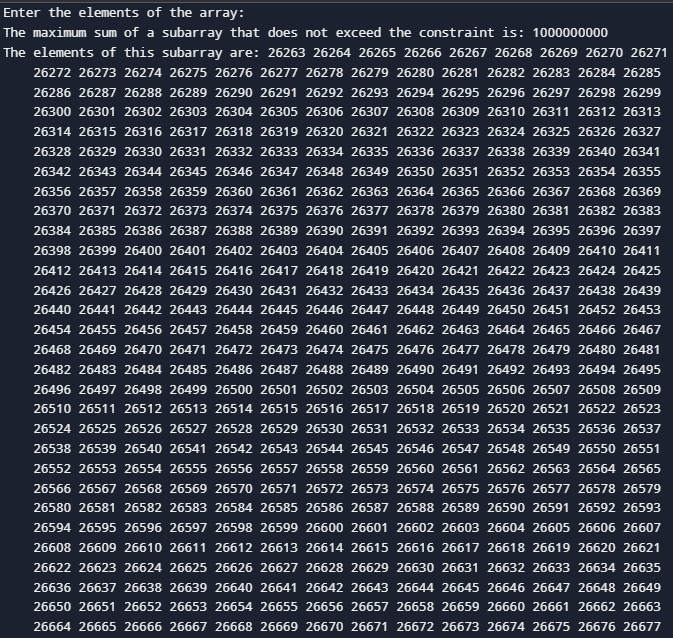 Enter the elements of the array:
The maximum sum of a subarray that does not exceed the constraint is: 1000000000
The elements of this subarray are: 26263 26264 26265 26266 26267 26268 26269 26270 26271
26272 26273 26274 26275 26276 26277 26278 26279 26280 26281 26282 26283 26284 26285
26286 26287 26288 26289 26290 26291 26292 26293 26294 26295 26296 26297 26298 26299
26300 26301 26302 26303 26304 26305 26306 26307 26308 26309 26310 26311 26312 26313
26314 26315 26316 26317 26318 26319 26320 26321 26322 26323 26324 26325 26326 26327
26328 26329 26330 26331 26332 26333 26334 26335 26336 26337 26338 26339 26340 26341
26342 26343 26344 26345 26346 26347 26348 26349 26350 26351 26352 26353 26354 26355
26356 26357 26358 26359 26360 26361 26362 26363 26364 26365 26366 26367 26368 26369
26370 26371 26372 26373 26374 26375 26376 26377 26378 26379 26380 26381 26382 26383
26384 26385 26386 26387 26388 26389 26390 26391 26392 26393 26394 26395 26396 26397
26398 26399 26400 26401 26402 26403 26404 26405 26406 26407 26408 26409 26410 26411
26412 26413 26414 26415 26416 26417 26418 26419 26420 26421 26422 26423 26424 26425
26426 26427 26428 26429 26430 26431 26432 26433 26434 26435 26436 26437 26438 26439
26440 26441 26442 26443 26444 26445 26446 26447 26448 26449 26450 26451 26452 26453
26454 26455 26456 26457 26458 26459 26460 26461 26462 26463 26464 26465 26466 26467
26468 26469 26470 26471 26472 26473 26474 26475 26476 26477 26478 26479 26480 26481
26482 26483 26484 26485 26486 26487 26488 26489 26490 26491 26492 26493 26494 26495
26496 26497 26498 26499 26500 26501 26502 26503 26504 26505 26506 26507 26508 26509
26510 26511 26512 26513 26514 26515 26516 26517 26518 26519 26520 26521 26522 26523
26524 26525 26526 26527 26528 26529 26530 26531 26532 26533 26534 26535 26536 26537
26538 26539 26540 26541 26542 26543 26544 26545 26546 26547 26548 26549 26550 26551
26552 26553 26554 26555 26556 26557 26558 26559 26560 26561 26562 26563 26564 26565
26566 26567 26568 26569 26570 26571 26572 26573 26574 26575 26576 26577 26578 26579
26580 26581 26582 26583 26584 26585 26586 26587 26588 26589 26590 26591 26592 26593
26594 26595 26596 26597 26598 26599 26600 26601 26602 26603 26604 26605 26606 26607
26608 26609 26610 26611 26612 26613 26614 26615 26616 26617 26618 26619 26620 26621
26622 26623 26624 26625 26626 26627 26628 26629 26630 26631 26632 26633 26634 26635
26636 26637 26638 26639 26640 26641 26642 26643 26644 26645 26646 26647 26648 26649
26650 26651 26652 26653 26654 26655 26656 26657 26658 26659 26660 26661 26662 26663
26664 26665 26666 26667 26668 26669 26670 26671 26672 26673 26674 26675 26676 26677